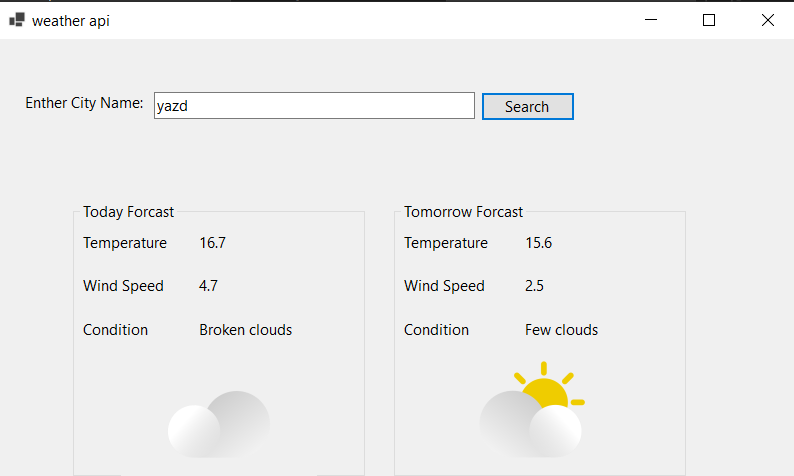 weather api
Enther City Name: yazd Search
Today Forcast
Temperature 16.7
Wind Speed 4.7
Condition Broken clouds
Tomorrow Forcast
Temperature 15.6
Wind Speed 2.5
Condition Few clouds